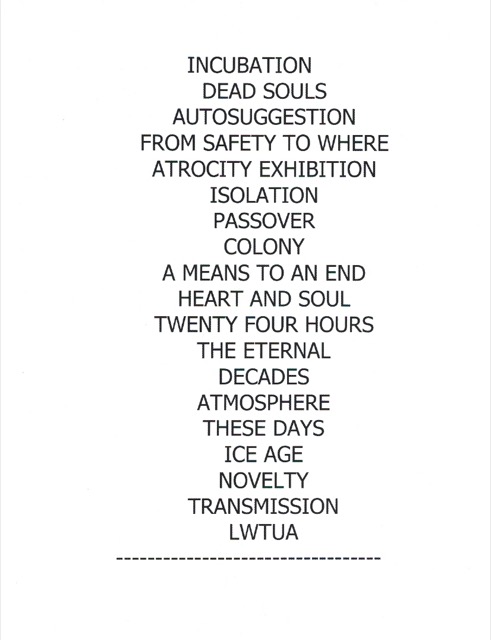 INCUBATION
DEAD SOULS
AUTOSUGGESTION
FROM SAFETY TO WHERE
ATROCITY EXHIBITION
ISOLATION
PASSOVER
COLONY
A MEANS TO AN END
HEART AND SOUL
TWENTY FOUR HOURS
THE ETERNAL
DECADES
ATMOSPHERE
THESE DAYS
ICE AGE
NOVELTY
TRANSMISSION
LWTUA
----------------------------------